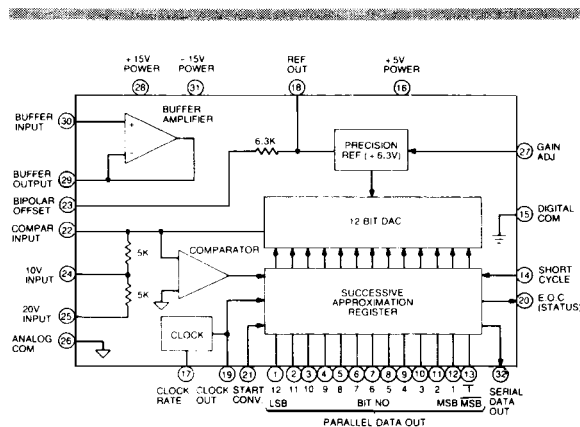 +15V POWER
-15V POWER
REF OUT
+5V POWER
28
31
18
16
BUFFER INPUT
30
BUFFER AMPLIFIER
+
-
6.3K
PRECISION REF (+6.3V)
27
GAIN ADJ
BUFFER OUTPUT
29
BIPOLAR OFFSET
23
12 BIT DAC
15
DIGITAL COM
COMPAR INPUT
22
5K
COMPARATOR
10V INPUT
24
14
SHORT CYCLE
5K
SUCCESSIVE APPROXIMATION REGISTER
20
E.O.C (STATUS)
20V INPUT
25
CLOCK
ANALOG COM
26
17
19
21
1
2
3
4
5
6
7
8
9
10
11
12
13
32
CLOCK RATE
CLOCK OUT
START CONV.
12
11
10
9
8
7
6
5
4
3
2
1
1
SERIAL DATA OUT
LSB
BIT NO
MSB
MSB
PARALLEL DATA OUT